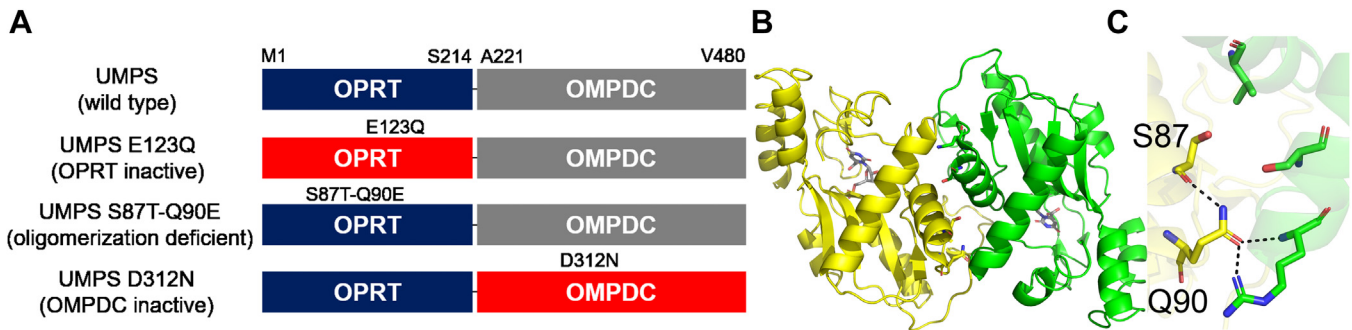 A
M1 S214 A221 V480
UMPS
(wild type)
OPRT OMPDC
E123Q
UMPS E123Q
(OPRT inactive)
OPRT OMPDC
S87T-Q90E
UMPS S87T-Q90E
(oligomerization deficient)
OPRT OMPDC
D312N
UMPS D312N
(OMPDC inactive)
OPRT OMPDC
B
C
S87
Q90